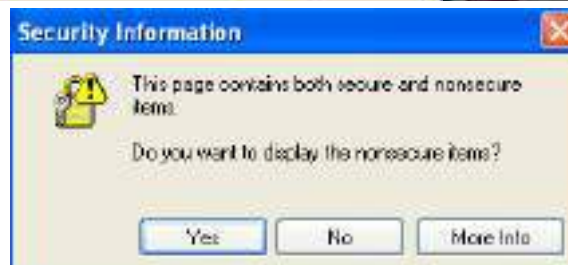 Security Information
This page contains both secure and nonsecure
items.
Do you want to display the nonsecure items?
Yes
No
More Info